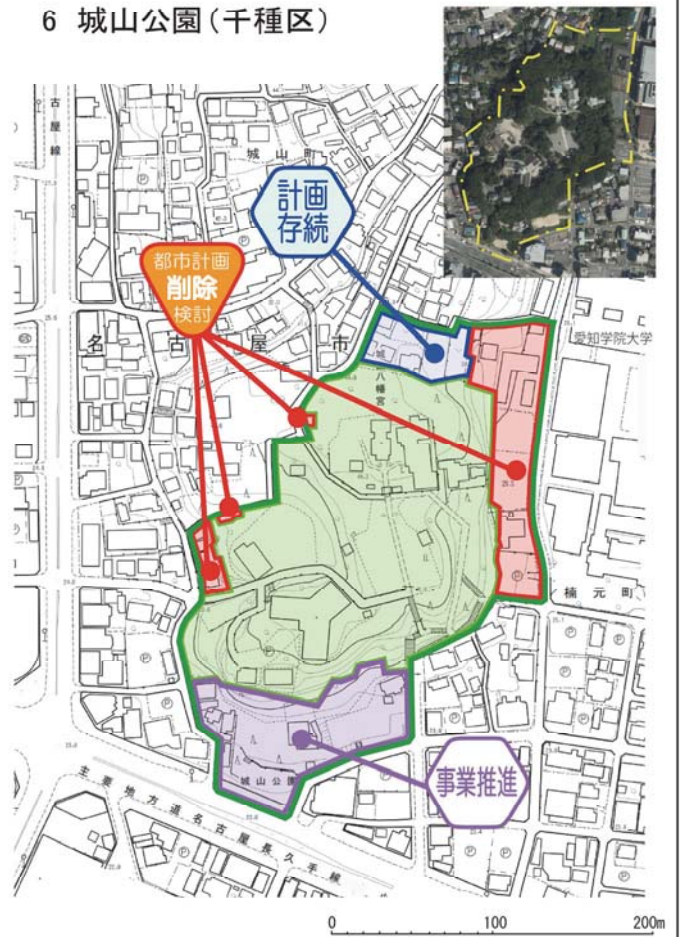 6 城山公園(千種区)
古屋線
城山町
計画
存続
都市計画
削除
検討
名古屋市
城山八幡宮
愛知学院大学
楠元町
城山公園
事業推進
主要地方道名古屋長久手線
0 100 200m